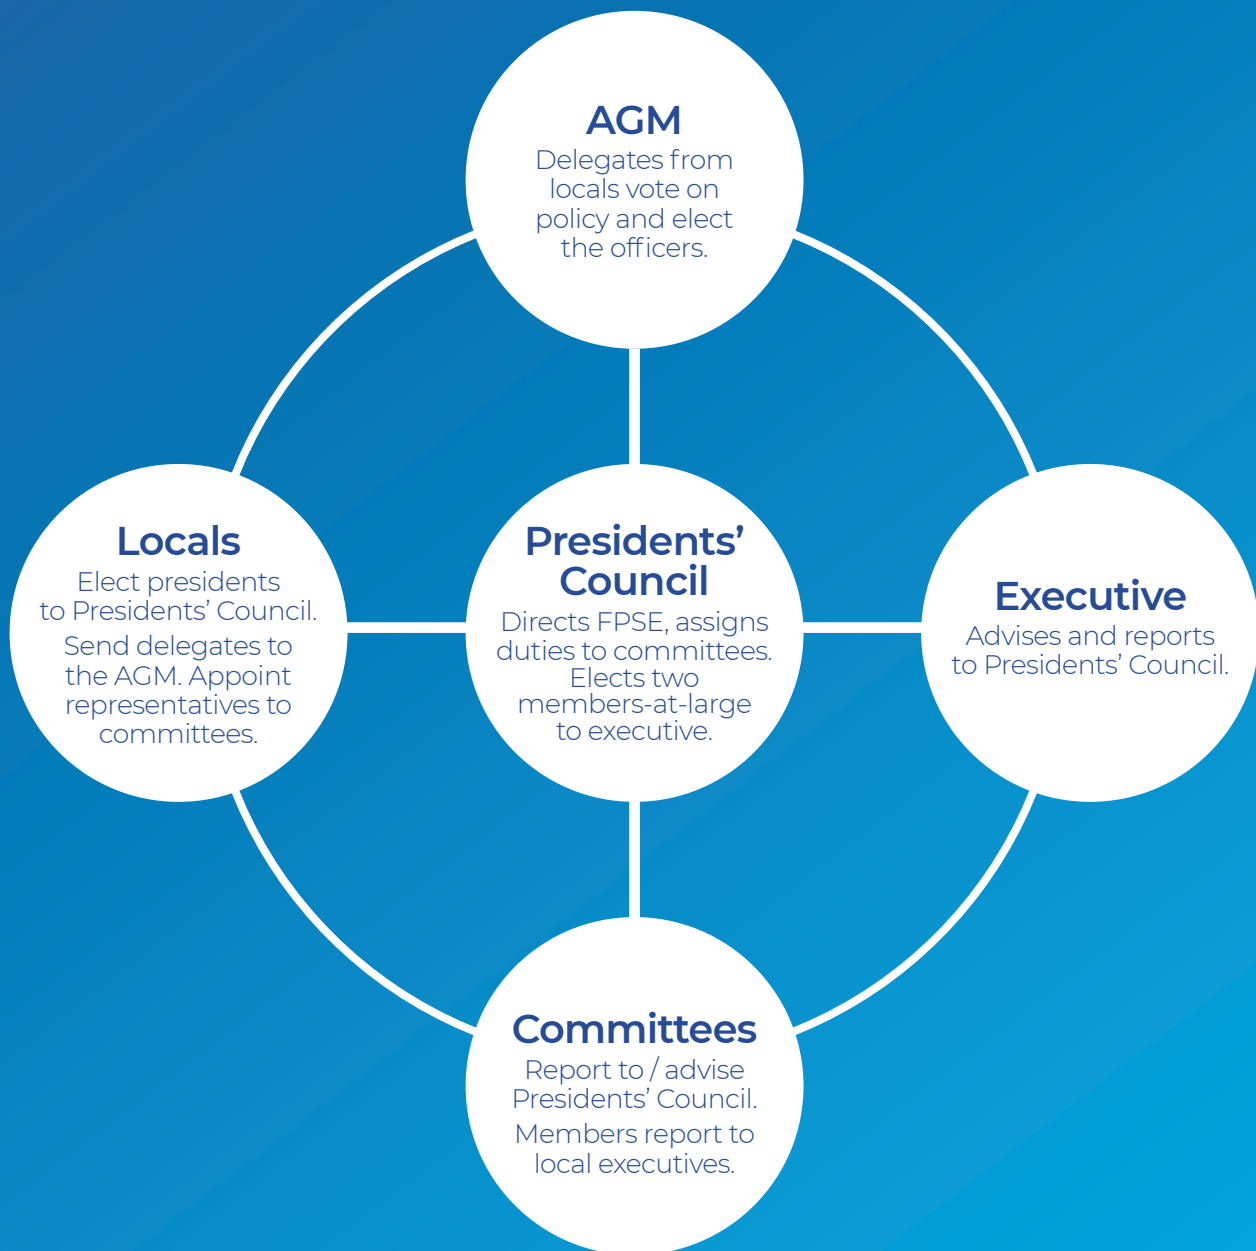 AGM
Delegates from
locals vote on
policy and elect
the officers.
Locals
Elect presidents
to Presidents’ Council.
Send delegates to
the AGM. Appoint
representatives to
committees.
Presidents’
Council
Directs FPSE, assigns
duties to committees.
Elects two
members-at-large
to executive.
Executive
Advises and reports
to Presidents’ Council.
Committees
Report to / advise
Presidents’ Council.
Members report to
local executives.